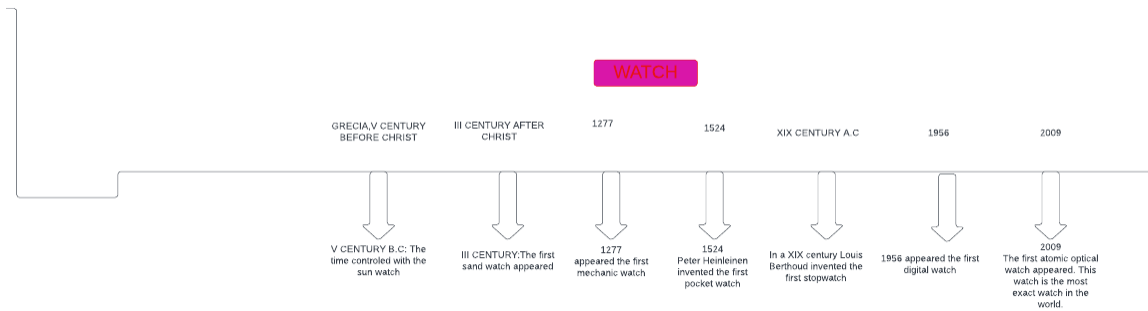 WATCH
GRECIA,V CENTURY
BEFORE CHRIST
III CENTURY AFTER
CHRIST
1277
1524
XIX CENTURY A.C
1956
2009
V CENTURY B.C: The
time controled with the
sun watch
III CENTURY:The first
sand watch appeared
1277
appeared the first
mechanic watch
1524
Peter Heinleinen
invented the first
pocket watch
In a XIX century Louis
Berthoud invented the
first stopwatch
1956 appeared the first
digital watch
2009
The first atomic optical
watch appeared. This
watch is the most
exact watch in the
world.